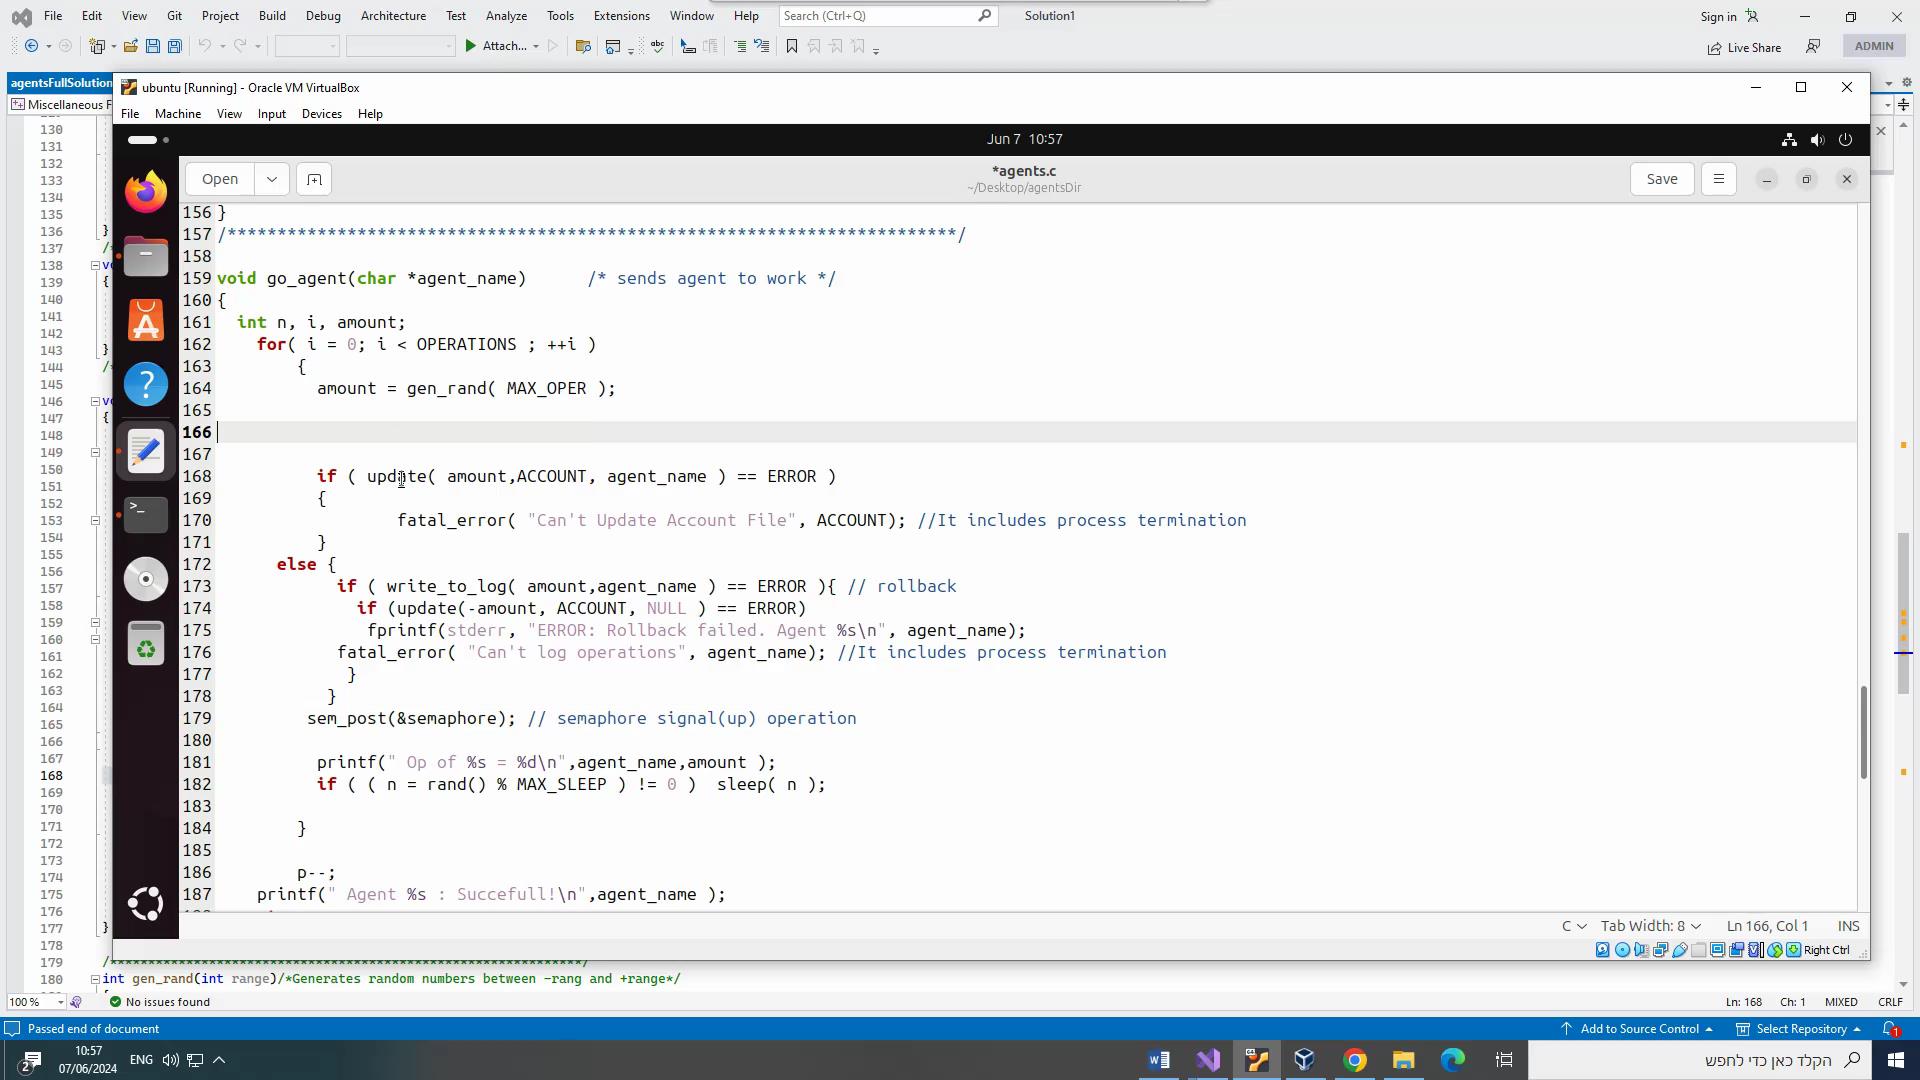 File Edit View Git Project Build Debug Architecture Test Analyze Tools Extensions Window Help Search (Ctrl+Q) Solution1 Sign in
Attach... Live Share ADMIN
agentsFullSolution
Miscellaneous F
ubuntu [Running] - Oracle VM VirtualBox
File Machine View Input Devices Help
Jun 7 10:57
Open
*agents.c
~/Desktop/agentsDir
Save
156 }
157 /*************************************************************************/
158
159 void go_agent(char *agent_name) /* sends agent to work */
160 {
161 int n, i, amount;
162 for( i = 0; i < OPERATIONS ; ++i )
163 {
164 amount = gen_rand( MAX_OPER );
165
166
167
168 if ( update( amount,ACCOUNT, agent_name ) == ERROR )
169 {
170 fatal_error( "Can't Update Account File", ACCOUNT); //It includes process termination
171 }
172 else {
173 if ( write_to_log( amount,agent_name ) == ERROR ){ // rollback
174 if (update(-amount, ACCOUNT, NULL ) == ERROR)
175 fprintf(stderr, "ERROR: Rollback failed. Agent %s\n", agent_name);
176 fatal_error( "Can't log operations", agent_name); //It includes process termination
177 }
178 }
179 sem_post(&semaphore); // semaphore signal(up) operation
180
181 printf(" Op of %s = %d\n",agent_name,amount );
182 if ( ( n = rand() % MAX_SLEEP ) != 0 ) sleep( n );
183
184 }
185
186 p--;
187 printf(" Agent %s : Succefull!\n",agent_name );
C Tab Width: 8 Ln 166, Col 1 INS
Right Ctrl
130
131
132
133
134
135
136 }
137 /*
138 vo
139 {
140
141
142
143 }
144 /*
145
146 vo
147 {
148
149
150
151
152
153
154
155
156
157
158
159
160
161
162
163
164
165
166
167
168
169
170
171
172
173
174
175
176
177 }
178
179 /***********************************************************/
180 int gen_rand(int range)/*Generates random numbers between -rang and +range*/
100 % No issues found Ln: 168 Ch: 1 MIXED CRLF
Passed end of document Add to Source Control Select Repository 1
10:57
07/06/2024
2
ENG
הקלד כאן כדי לחפש